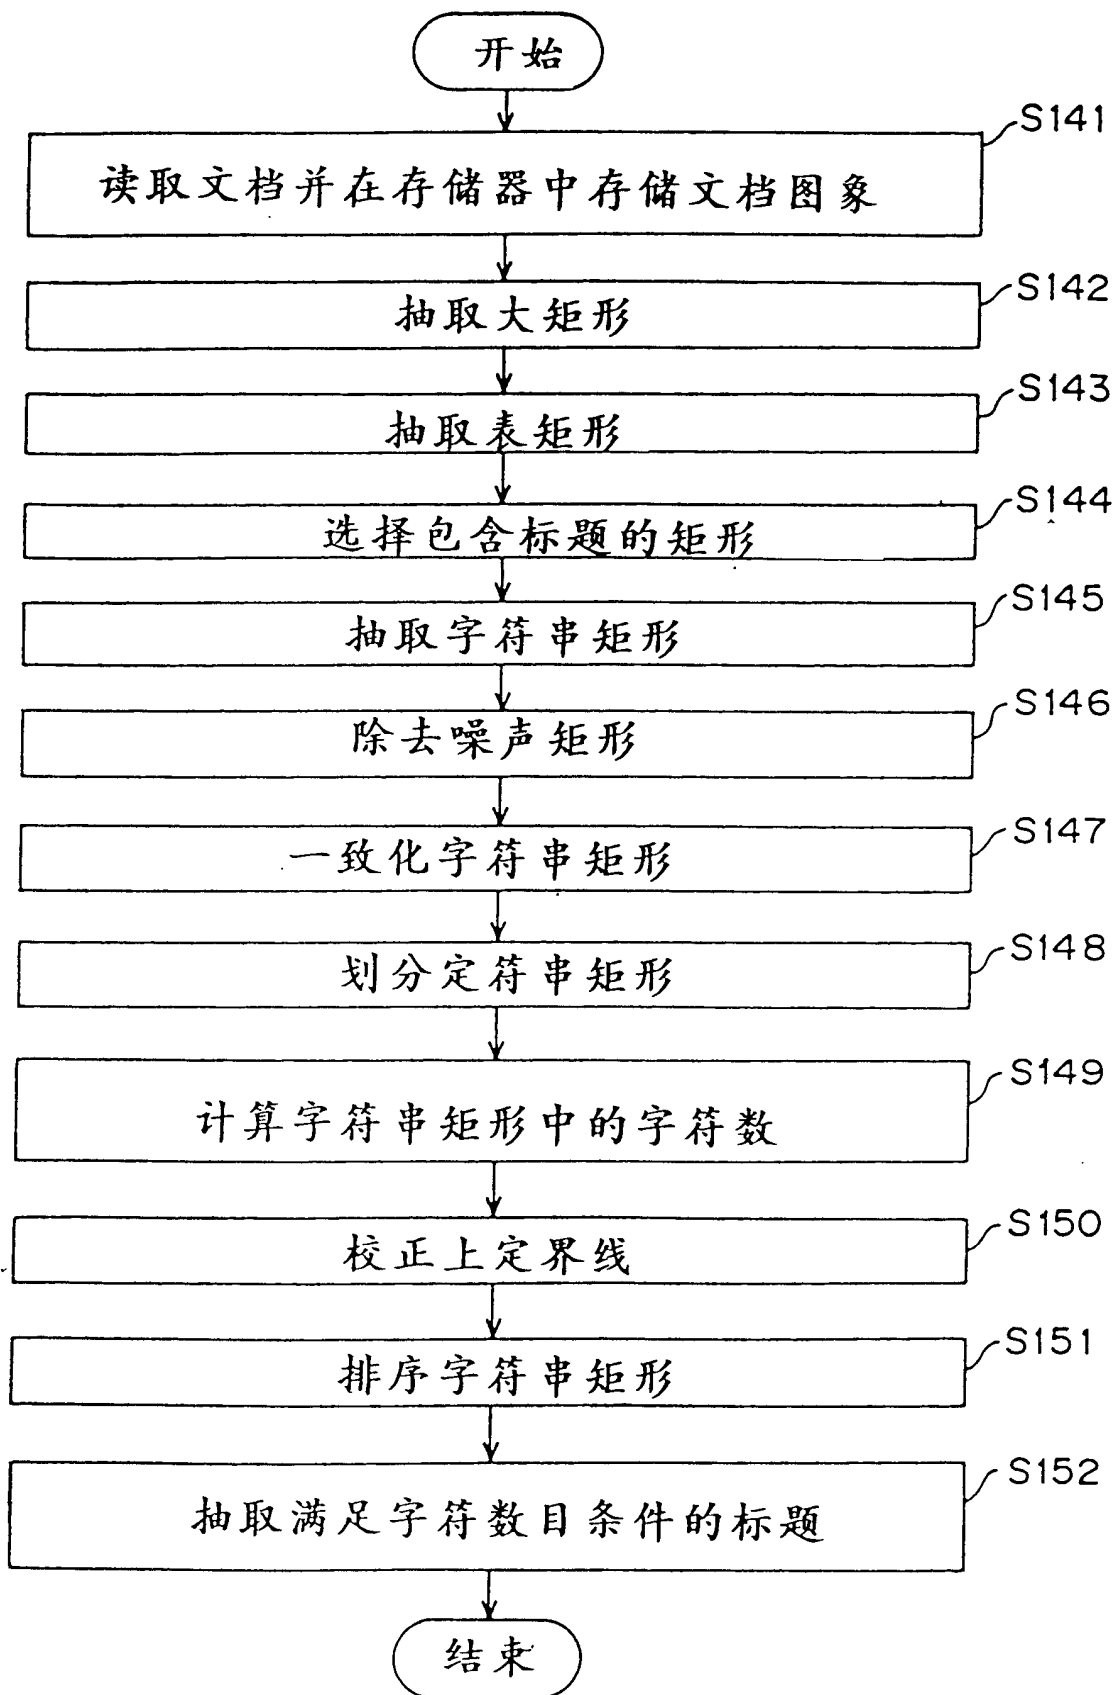 开始
S141
读取文档并在存储器中存储文档图象
S142
抽取大矩形
S143
抽取表矩形
S144
选择包含标题的矩形
S145
抽取字符串矩形
S146
除去噪声矩形
S147
一致化字符串矩形
S148
划分定符串矩形
S149
计算字符串矩形中的字符数
S150
校正上定界线
S151
排序字符串矩形
S152
抽取满足字符数目条件的标题
结束